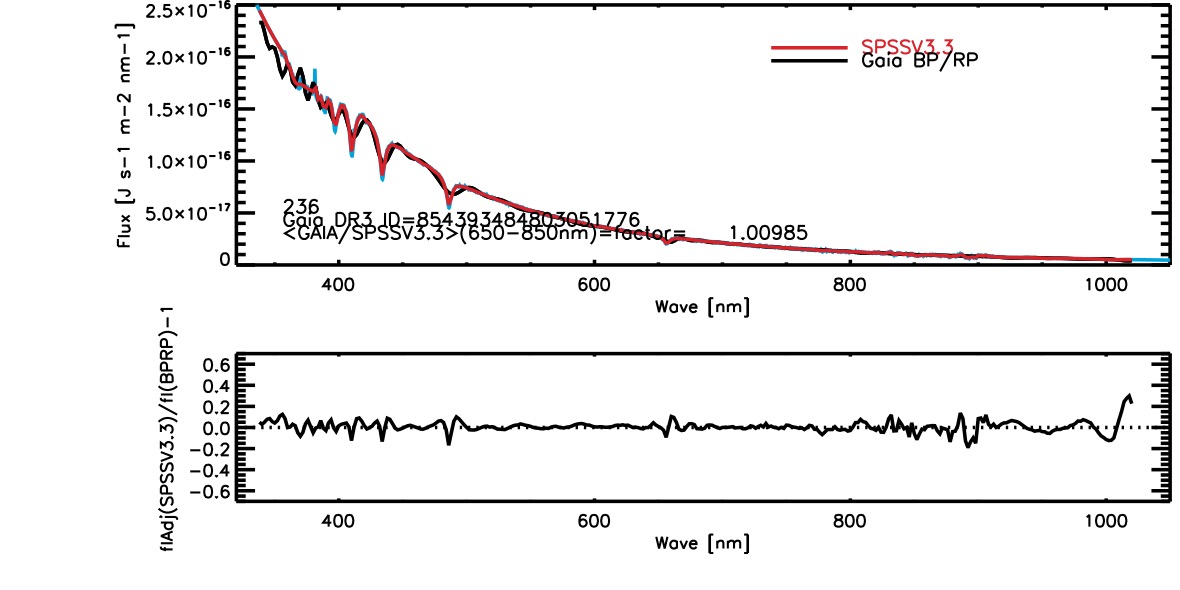 2.5×10−16
2.0×10−16
1.5×10−16
1.0×10−16
5.0×10−17
0
Flux [J s−1 m−2 nm−1]
SPSSV3.3
Gaia BP/RP
236
Gaia DR3 ID=854393484803051776
<GAIA/SPSSV3.3>(650−850nm)=factor= 1.00985
400 600 800 1000
Wave [nm]
flAdj(SPSSV3.3)/fl(BPRP)−1
0.6
0.4
0.2
0.0
−0.2
−0.4
−0.6
400 600 800 1000
Wave [nm]